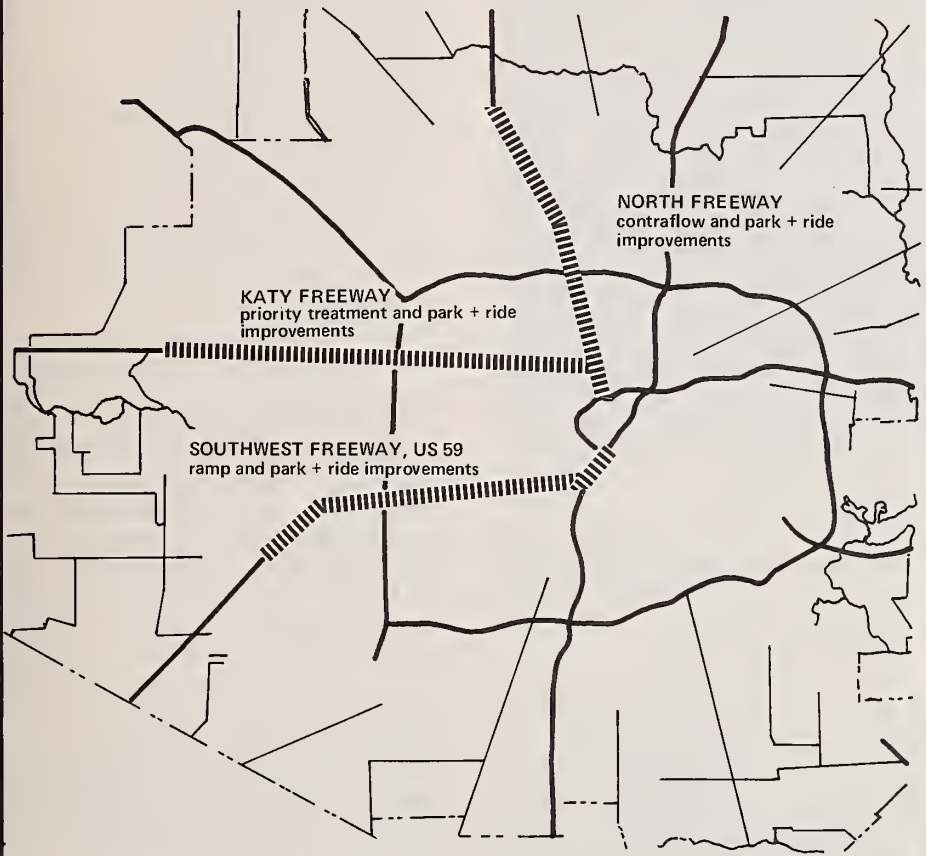 NORTH FREEWAY
contraflow and park + ride
improvements
KATY FREEWAY
priority treatment and park + ride
improvements
SOUTHWEST FREEWAY, US 59
ramp and park + ride improvements